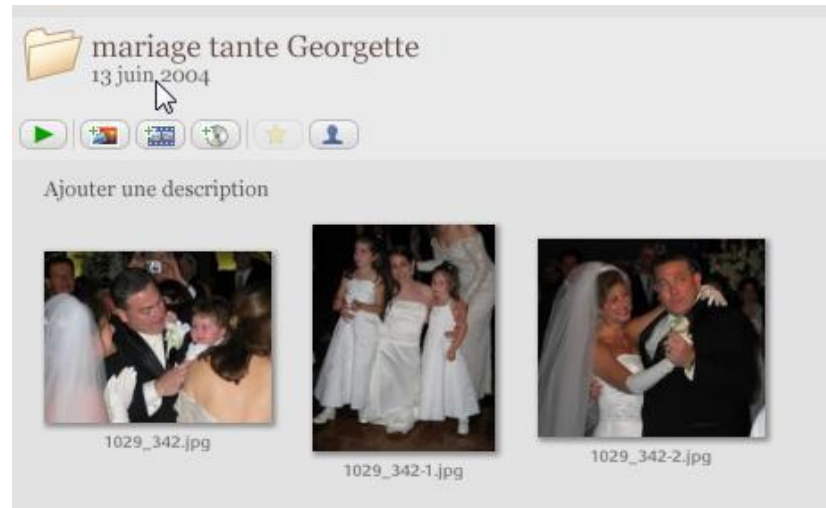 mariage tante Georgette
13 juin 2004
Ajouter une description
1029_342.jpg
1029_342-1.jpg
1029_342-2.jpg